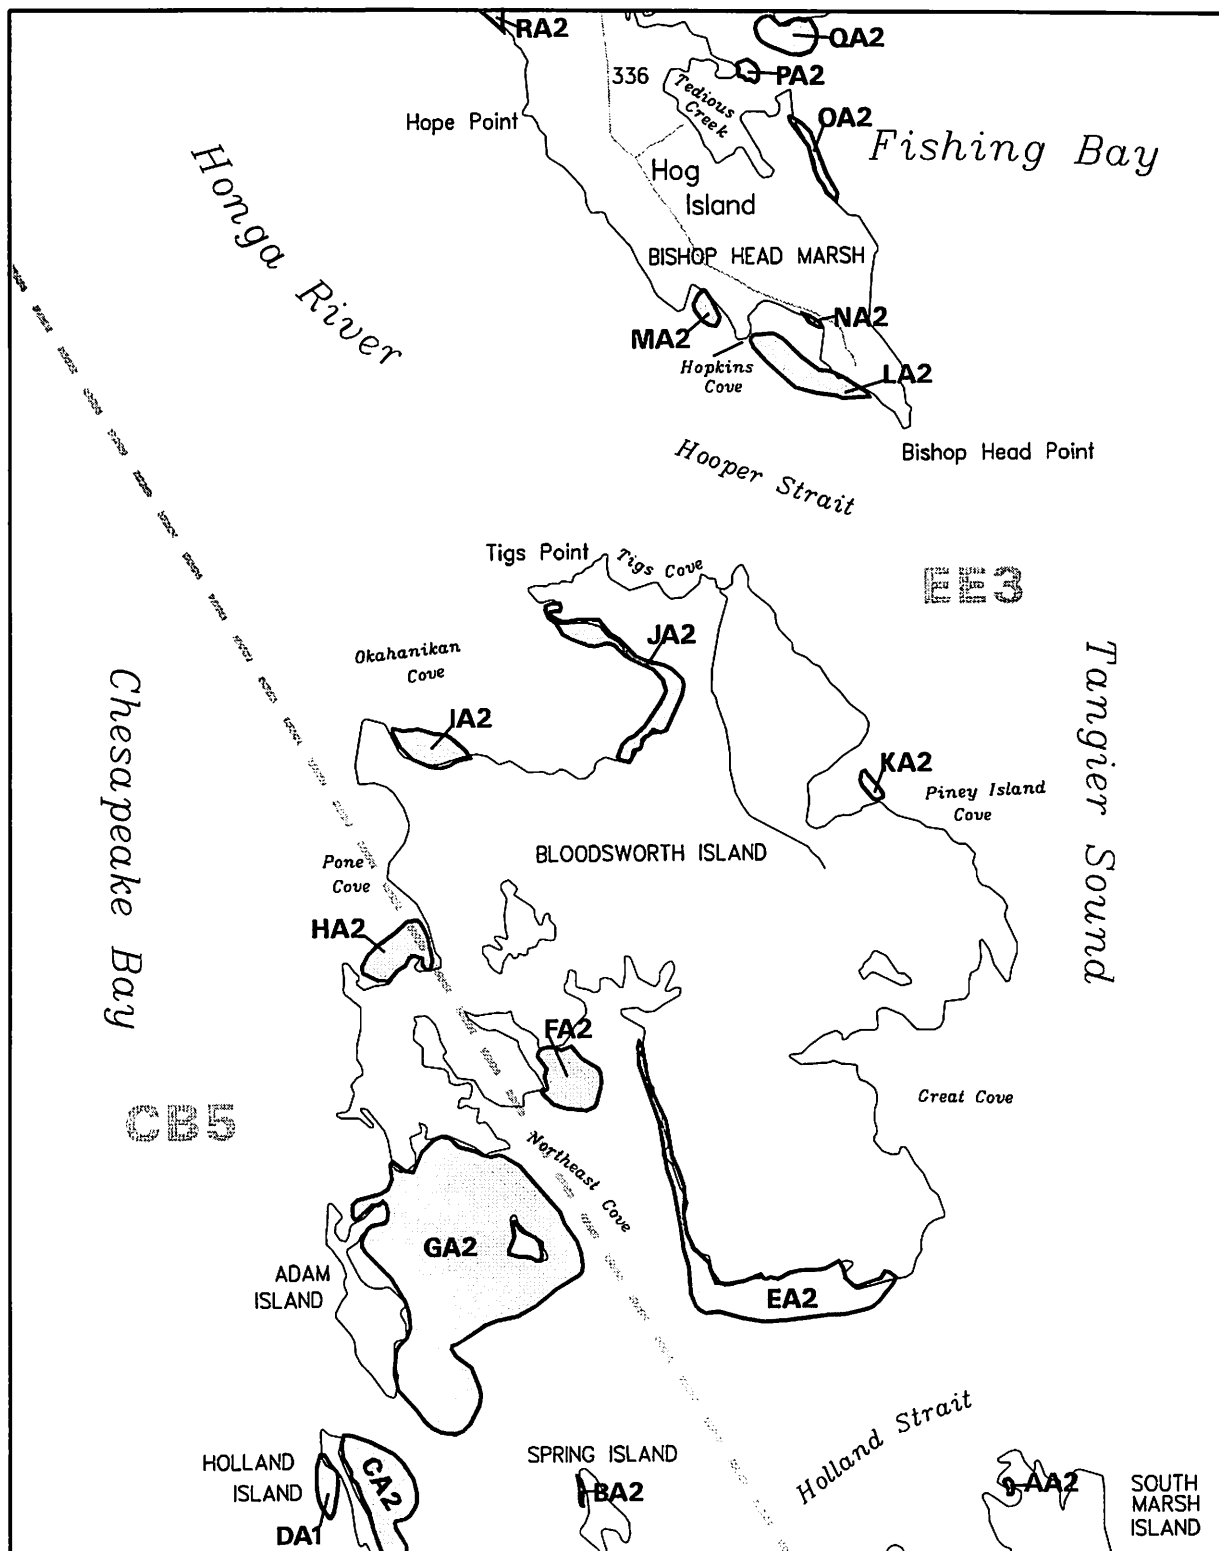 RA2
QA2
336
PA2
Tedious
Creek
OA2
Hope Point
Fishing Bay
Honga River
Hog
Island
BISHOP HEAD MARSH
NA2
MA2
Hopkins
Cove
LA2
Bishop Head Point
Hooper Strait
Tigs Point
Tigs Cove
EE3
JA2
Okahanikan
Cove
Tangier Sound
Chesapeake Bay
IA2
KA2
Piney Island
Cove
BLOODSWORTH ISLAND
Pone
Cove
HA2
FA2
Great Cove
CB5
Northeast Cove
GA2
ADAM
ISLAND
EA2
Holland Strait
HOLLAND
ISLAND
CA2
SPRING ISLAND
BA2
AA2
SOUTH
MARSH
ISLAND
DA1